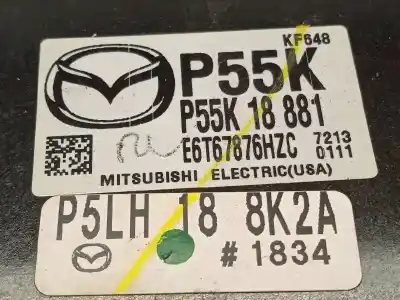 KF648
P55K
P55K 18 881
E6T67876HZC 7213
0111
MITSUBISHI ELECTRIC(USA)
P5LH 18 8K2A
#1834